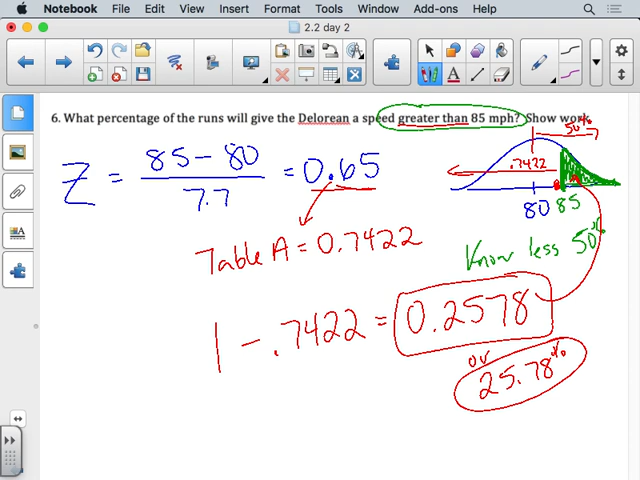 Notebook File Edit View Insert Format Tools Window Add-ons Help
2.2 day 2
6. What percentage of the runs will give the Delorean a speed greater than 85 mph? Show work.
Z = 85 - 80 / 7.7 = 0.65
50%
.7422
80 85
Table A = 0.7422
Know less 50%
1 - .7422 = 0.2578
or
25.78%